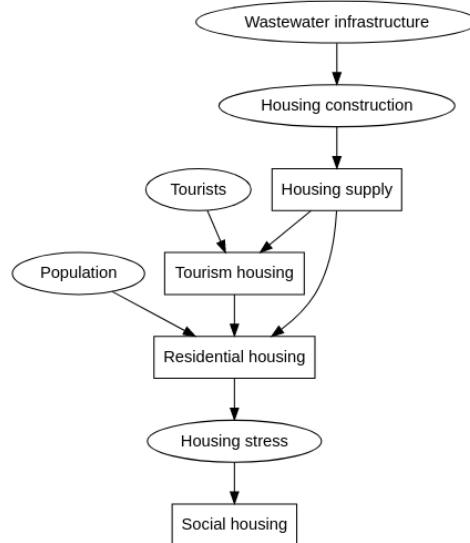 Wastewater infrastructure
Housing construction
Tourists
Housing supply
Population
Tourism housing
Residential housing
Housing stress
Social housing